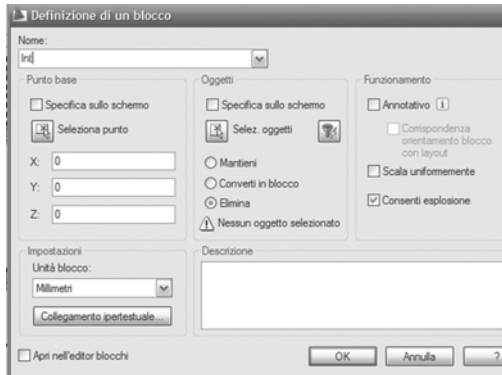 Definizione di un blocco
Nome:
Int
Punto base
Specifica sullo schermo
Seleziona punto
X: 0
Y: 0
Z: 0
Oggetti
Specifica sullo schermo
Selez. oggetti
Mantieni
Converti in blocco
Elimina
Nessun oggetto selezionato
Funzionamento
Annotativo
Corrispondenza
orientamento blocco
con layout
Scala uniformemente
Consenti esplosione
Impostazioni
Unità blocco:
Millimetri
Collegamento ipertestuale...
Descrizione
Apri nell'editor blocchi
OK
Annulla
?